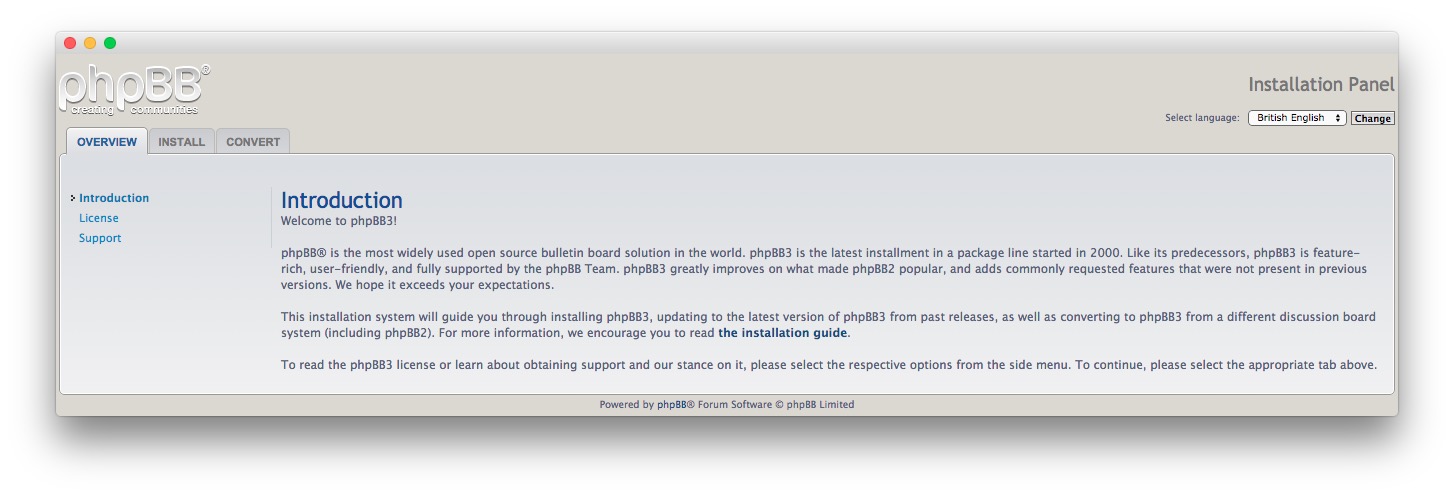 phpBB®
creating communities
Installation Panel
Select language: British English Change
OVERVIEW INSTALL CONVERT
Introduction
License
Support
Introduction
Welcome to phpBB3!
phpBB® is the most widely used open source bulletin board solution in the world. phpBB3 is the latest installment in a package line started in 2000. Like its predecessors, phpBB3 is feature-
rich, user-friendly, and fully supported by the phpBB Team. phpBB3 greatly improves on what made phpBB2 popular, and adds commonly requested features that were not present in previous
versions. We hope it exceeds your expectations.
This installation system will guide you through installing phpBB3, updating to the latest version of phpBB3 from past releases, as well as converting to phpBB3 from a different discussion board
system (including phpBB2). For more information, we encourage you to read the installation guide.
To read the phpBB3 license or learn about obtaining support and our stance on it, please select the respective options from the side menu. To continue, please select the appropriate tab above.
Powered by phpBB® Forum Software © phpBB Limited